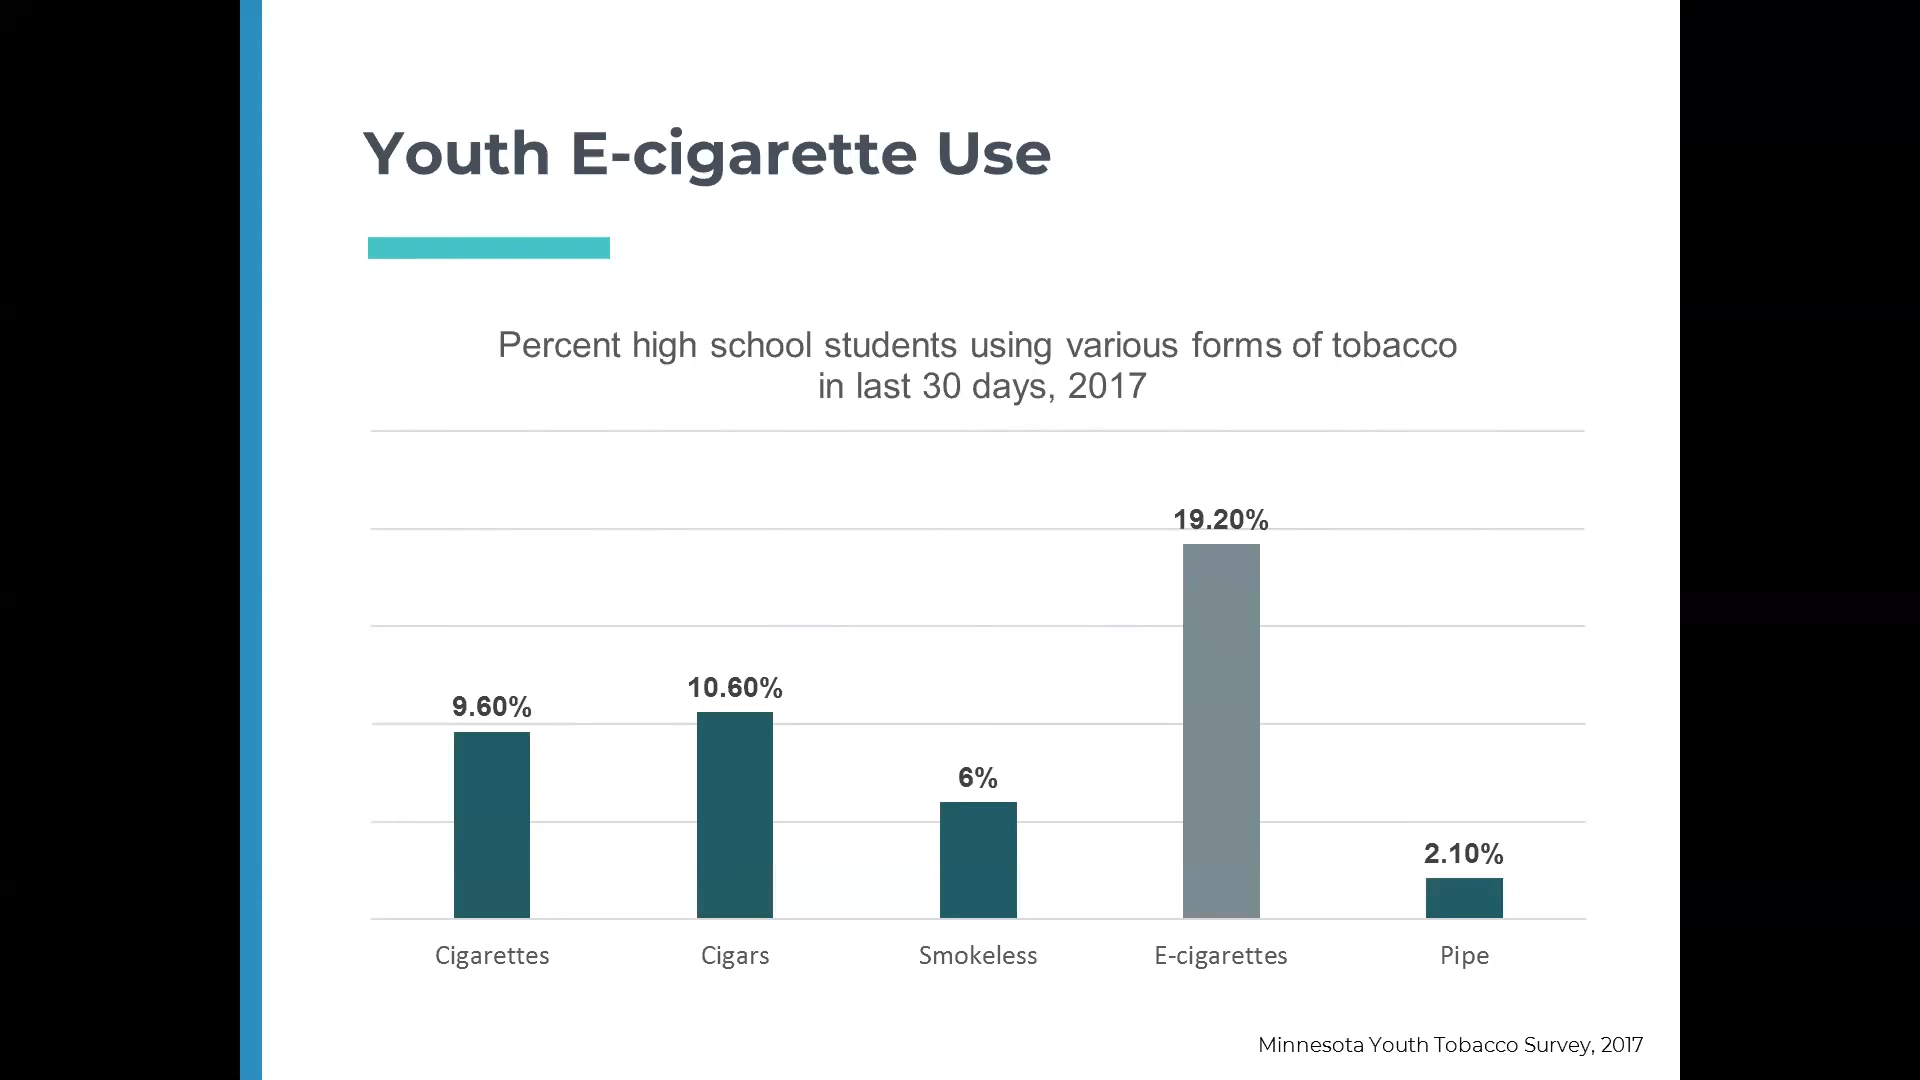 Youth E-cigarette Use
Percent high school students using various forms of tobacco
in last 30 days, 2017
19.20%
10.60%
9.60%
6%
2.10%
Cigarettes
Cigars
Smokeless
E-cigarettes
Pipe
Minnesota Youth Tobacco Survey, 2017